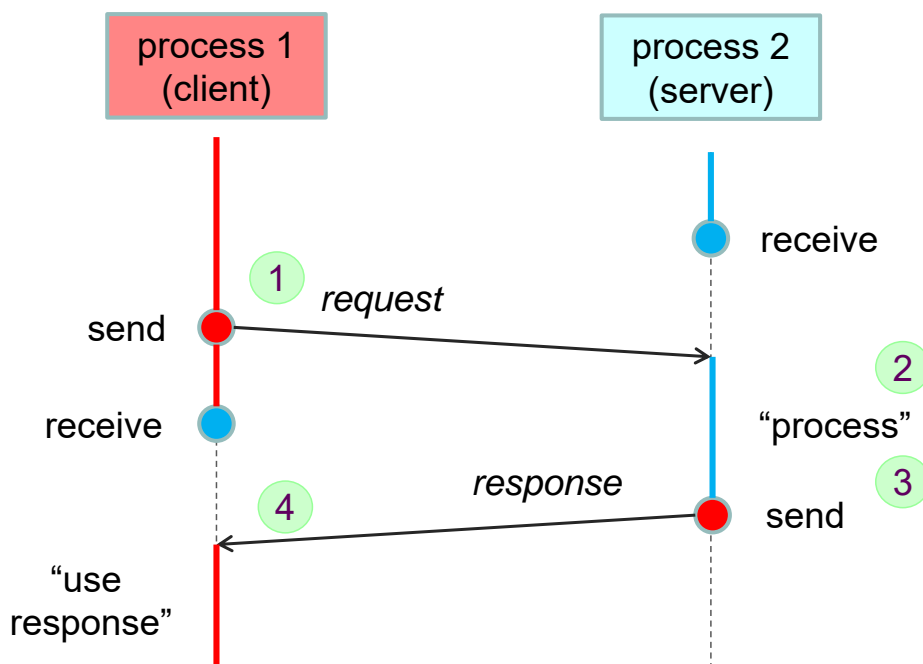 process 1
(client)
process 2
(server)
receive
1
request
send
2
receive
“process”
response
3
4
send
“use
response”